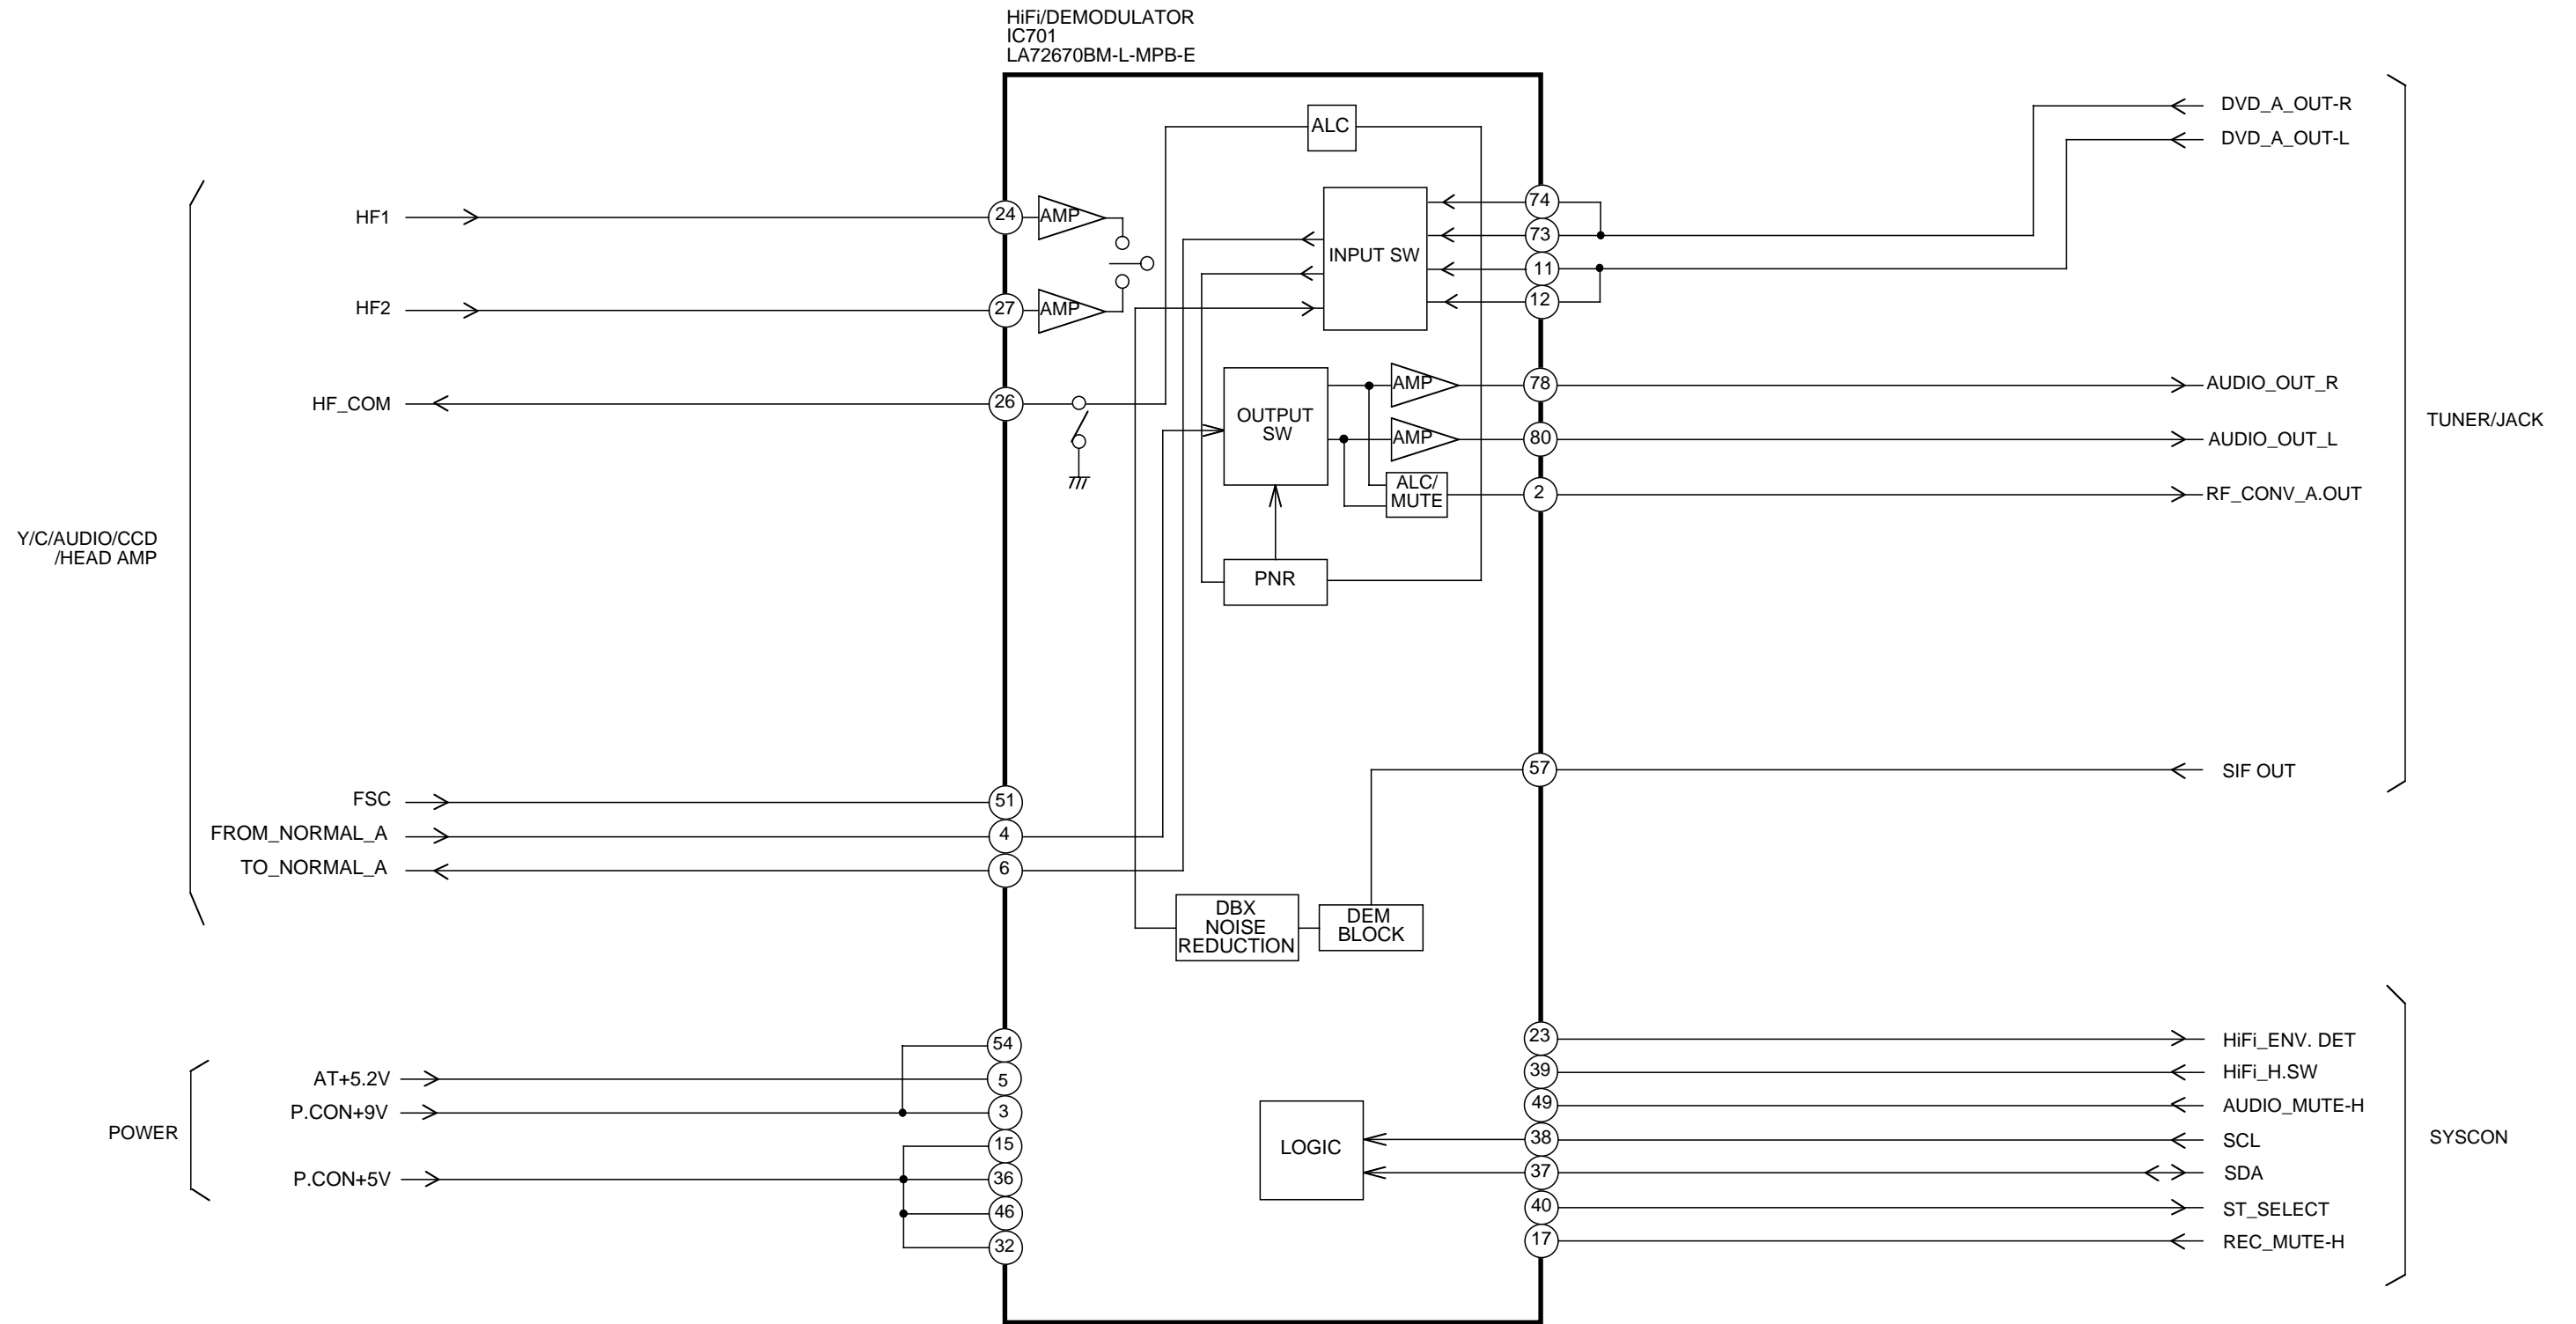 HiFi/DEMODULATOR
IC701
LA72670BM-L-MPB-E
ALC
DVD_A_OUT-R
DVD_A_OUT-L
HF1
24
AMP
INPUT SW
74
73
11
12
HF2
27
AMP
HF_COM
26
OUTPUT
SW
AMP
78
AUDIO_OUT_R
AMP
80
AUDIO_OUT_L
ALC/
MUTE
2
RF_CONV_A.OUT
TUNER/JACK
Y/C/AUDIO/CCD
/HEAD AMP
PNR
57
SIF OUT
FSC
51
FROM_NORMAL_A
4
TO_NORMAL_A
6
DBX
NOISE
REDUCTION
DEM
BLOCK
POWER
54
AT+5.2V
5
P.CON+9V
3
15
P.CON+5V
36
46
32
LOGIC
23
HiFi_ENV. DET
39
HiFi_H.SW
49
AUDIO_MUTE-H
38
SCL
37
SDA
40
ST_SELECT
17
REC_MUTE-H
SYSCON